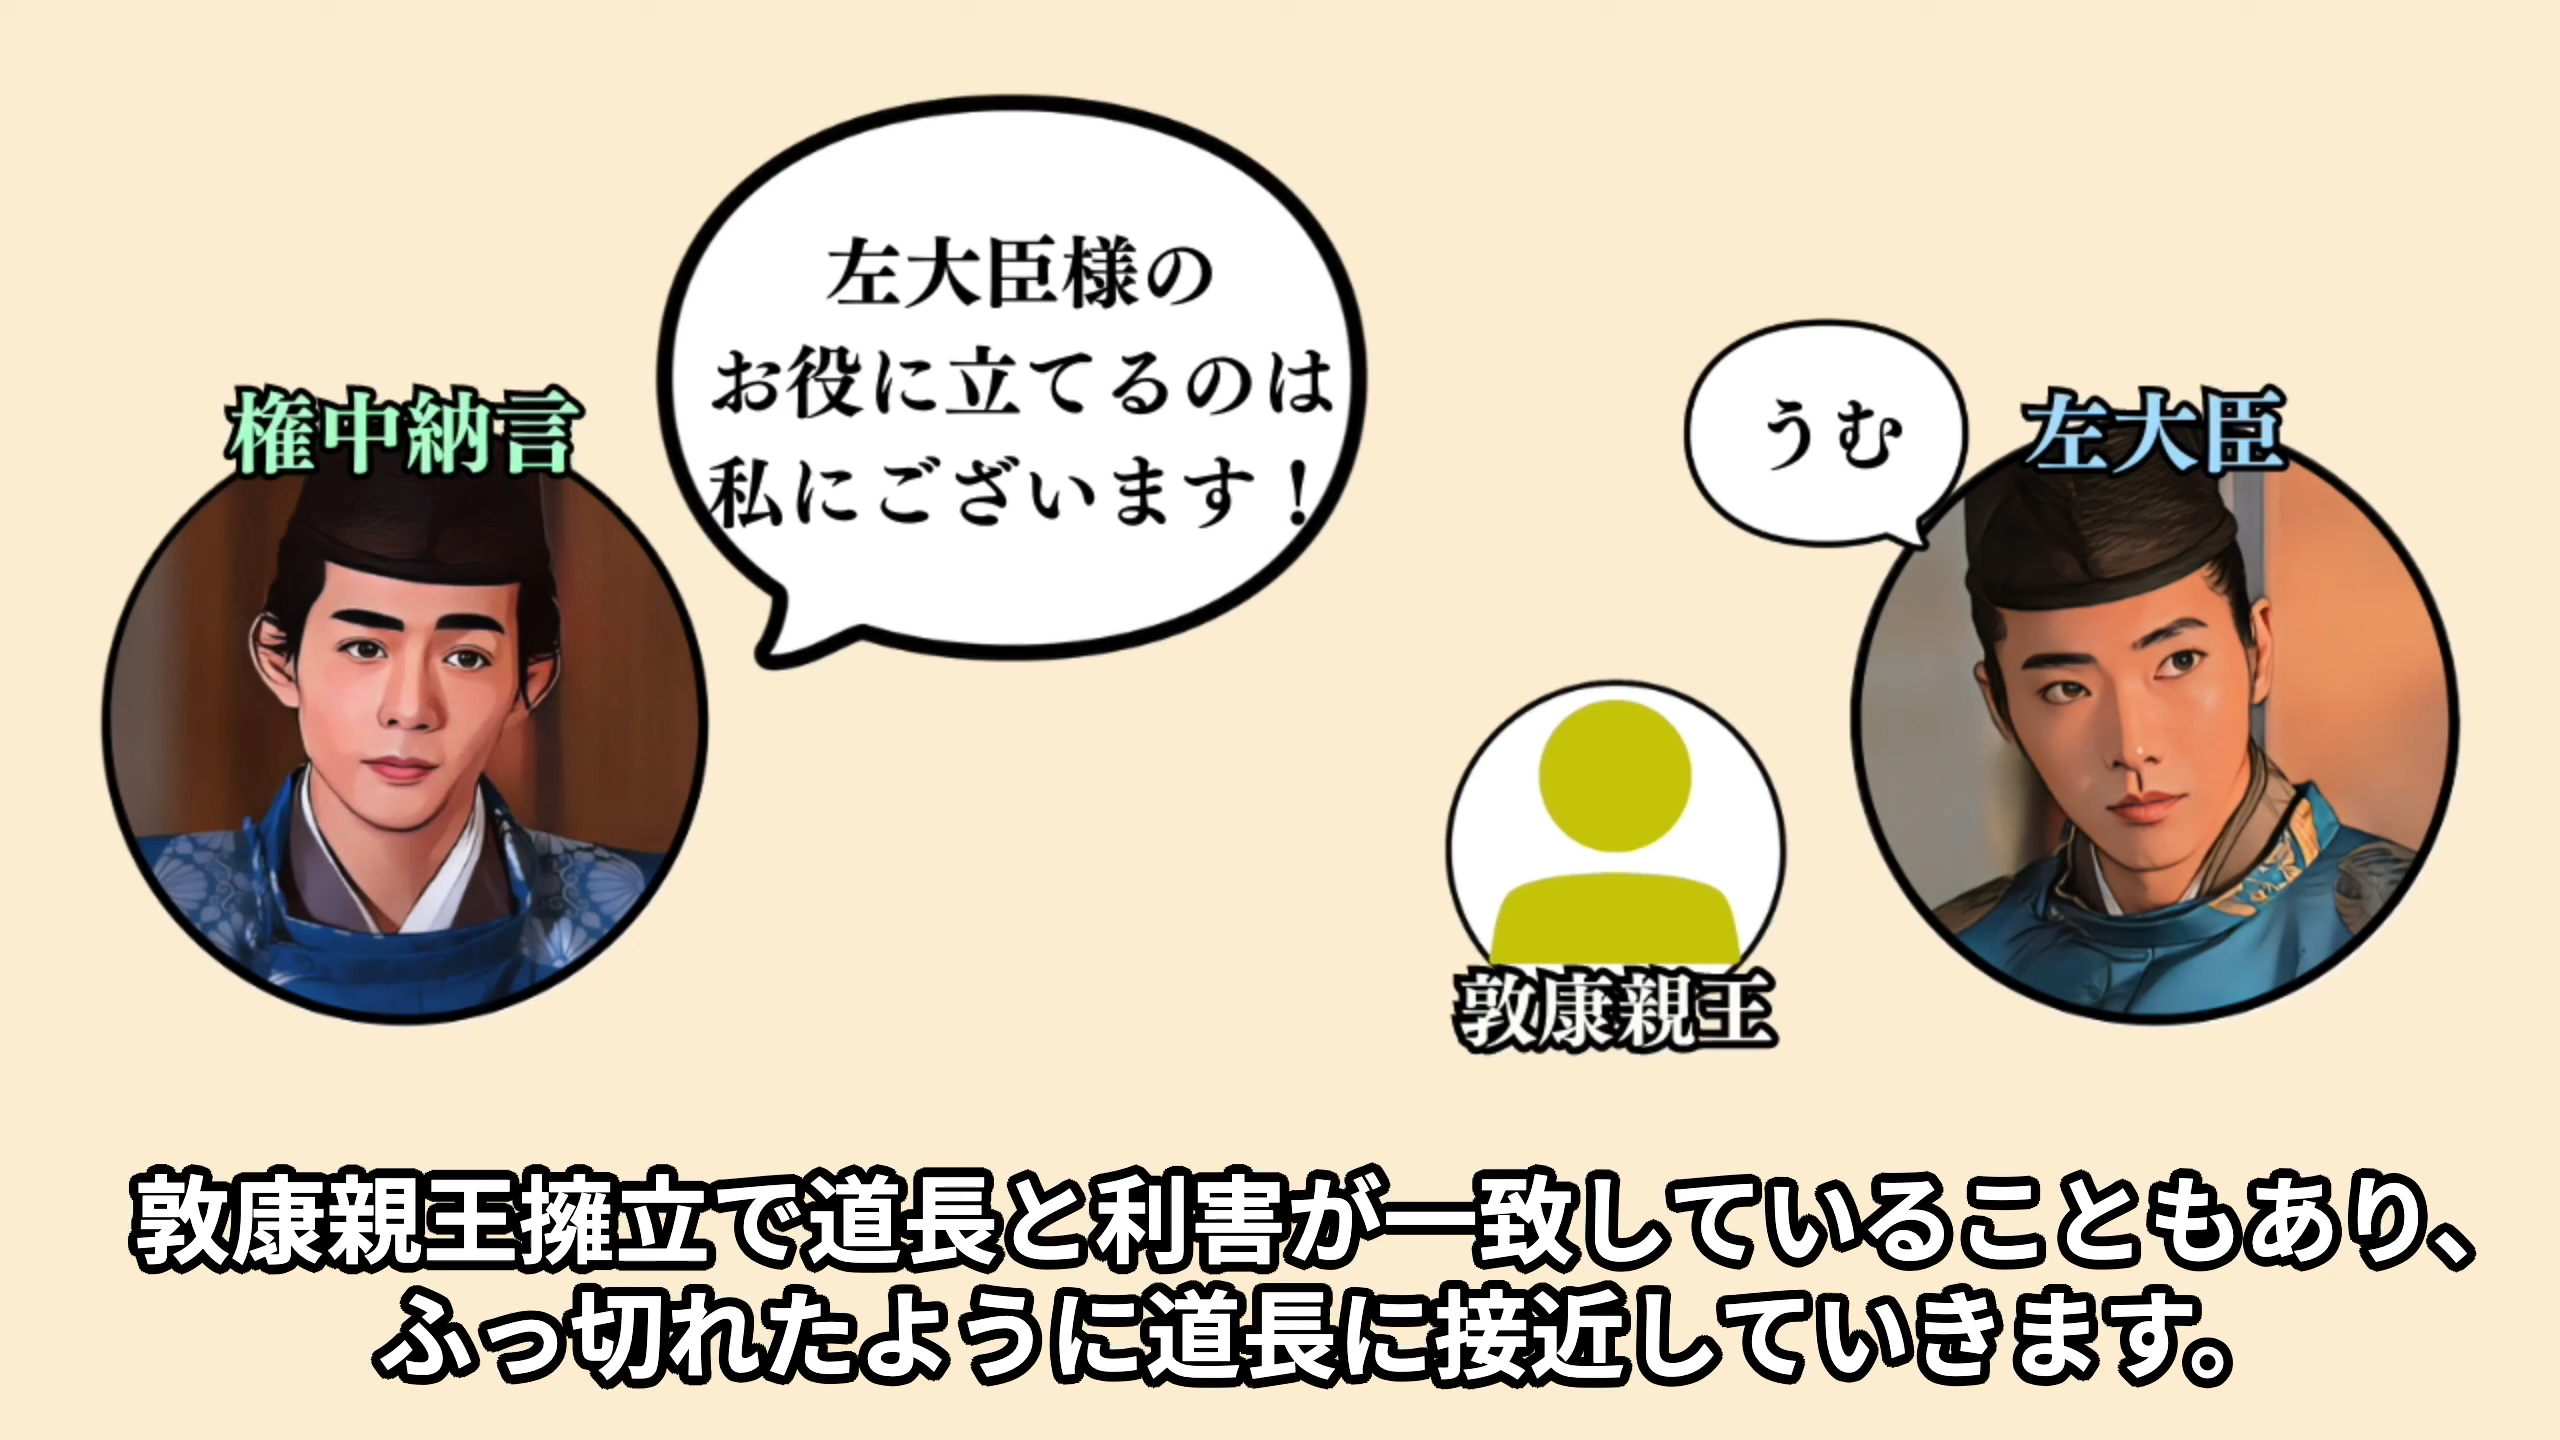 権中納言
左大臣様の
お役に立てるのは
私にございます！
うむ
左大臣
敦康親王
敦康親王擁立で道長と利害が一致していることもあり、
ふっ切れたように道長に接近していきます。